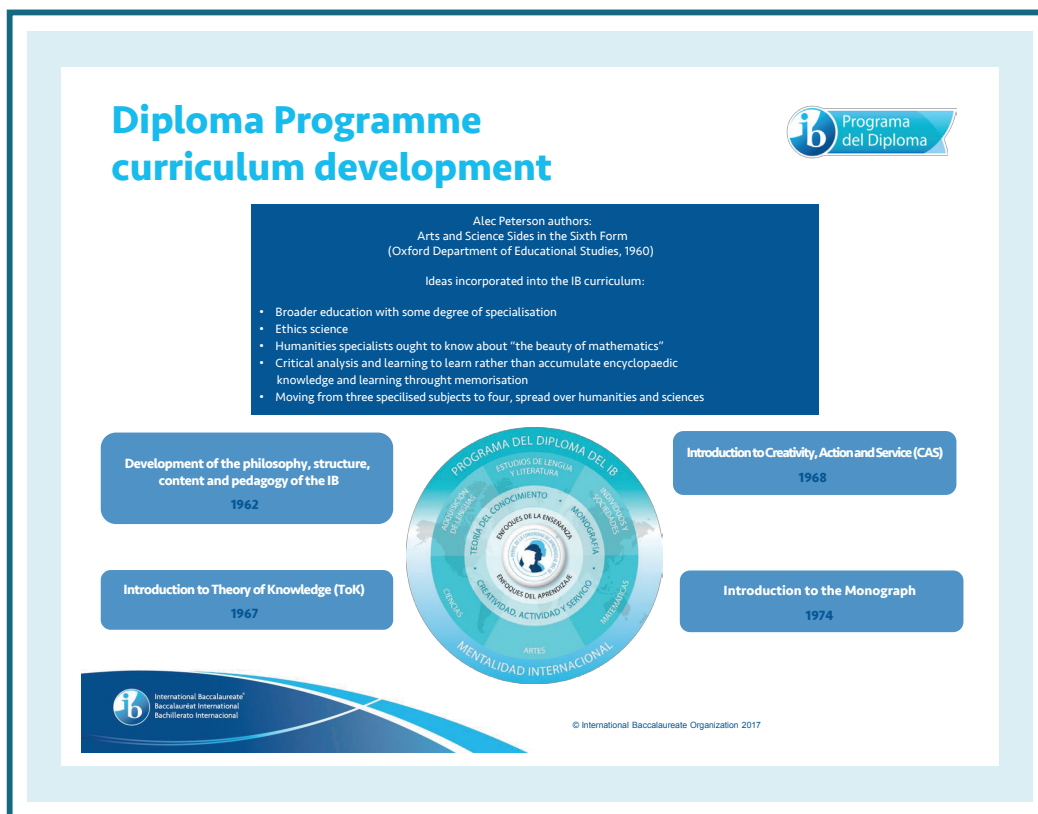 Diploma Programme
curriculum development
ib
Programa
del Diploma
Alec Peterson authors:
Arts and Science Sides in the Sixth Form
(Oxford Department of Educational Studies, 1960)
Ideas incorporated into the IB curriculum:
• Broader education with some degree of specialisation
• Ethics science
• Humanities specialists ought to know about “the beauty of mathematics”
• Critical analysis and learning to learn rather than accumulate encyclopaedic
knowledge and learning throught memorisation
• Moving from three specilised subjects to four, spread over humanities and sciences
Development of the philosophy, structure,
content and pedagogy of the IB
1962
Introduction to Theory of Knowledge (ToK)
1967
PROGRAMA DEL DIPLOMA DEL IB
ESTUDIOS DE LENGUA
Y LITERATURA
ADQUISICIÓN
DE LENGUAS
INDIVIDUOS Y
SOCIEDADES
TEORÍA DEL CONOCIMIENTO • MONOGRAFÍA •
ENFOQUES DE LA ENSEÑANZA
ENFOQUES DEL APRENDIZAJE
CREATIVIDAD, ACTIVIDAD Y SERVICIO •
CIENCIAS
MATEMÁTICAS
ARTES
MENTALIDAD INTERNACIONAL
Introduction to Creativity, Action and Service (CAS)
1968
Introduction to the Monograph
1974
ib
International Baccalaureate®
Baccalauréat International
Bachillerato Internacional
© International Baccalaureate Organization 2017